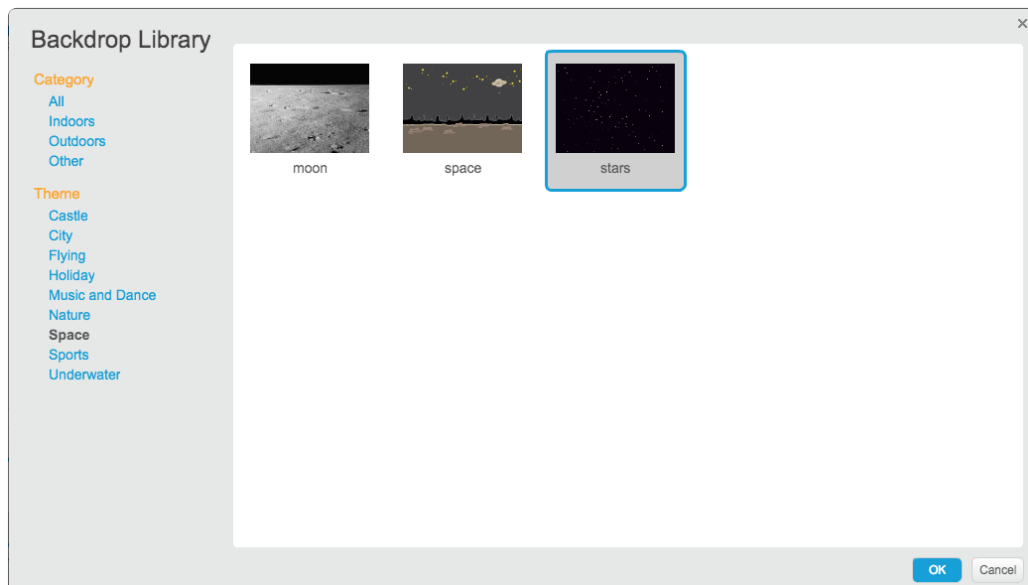 Backdrop Library
Category
All
Indoors
Outdoors
Other
Theme
Castle
City
Flying
Holiday
Music and Dance
Nature
Space
Sports
Underwater
moon
space
stars
OK
Cancel